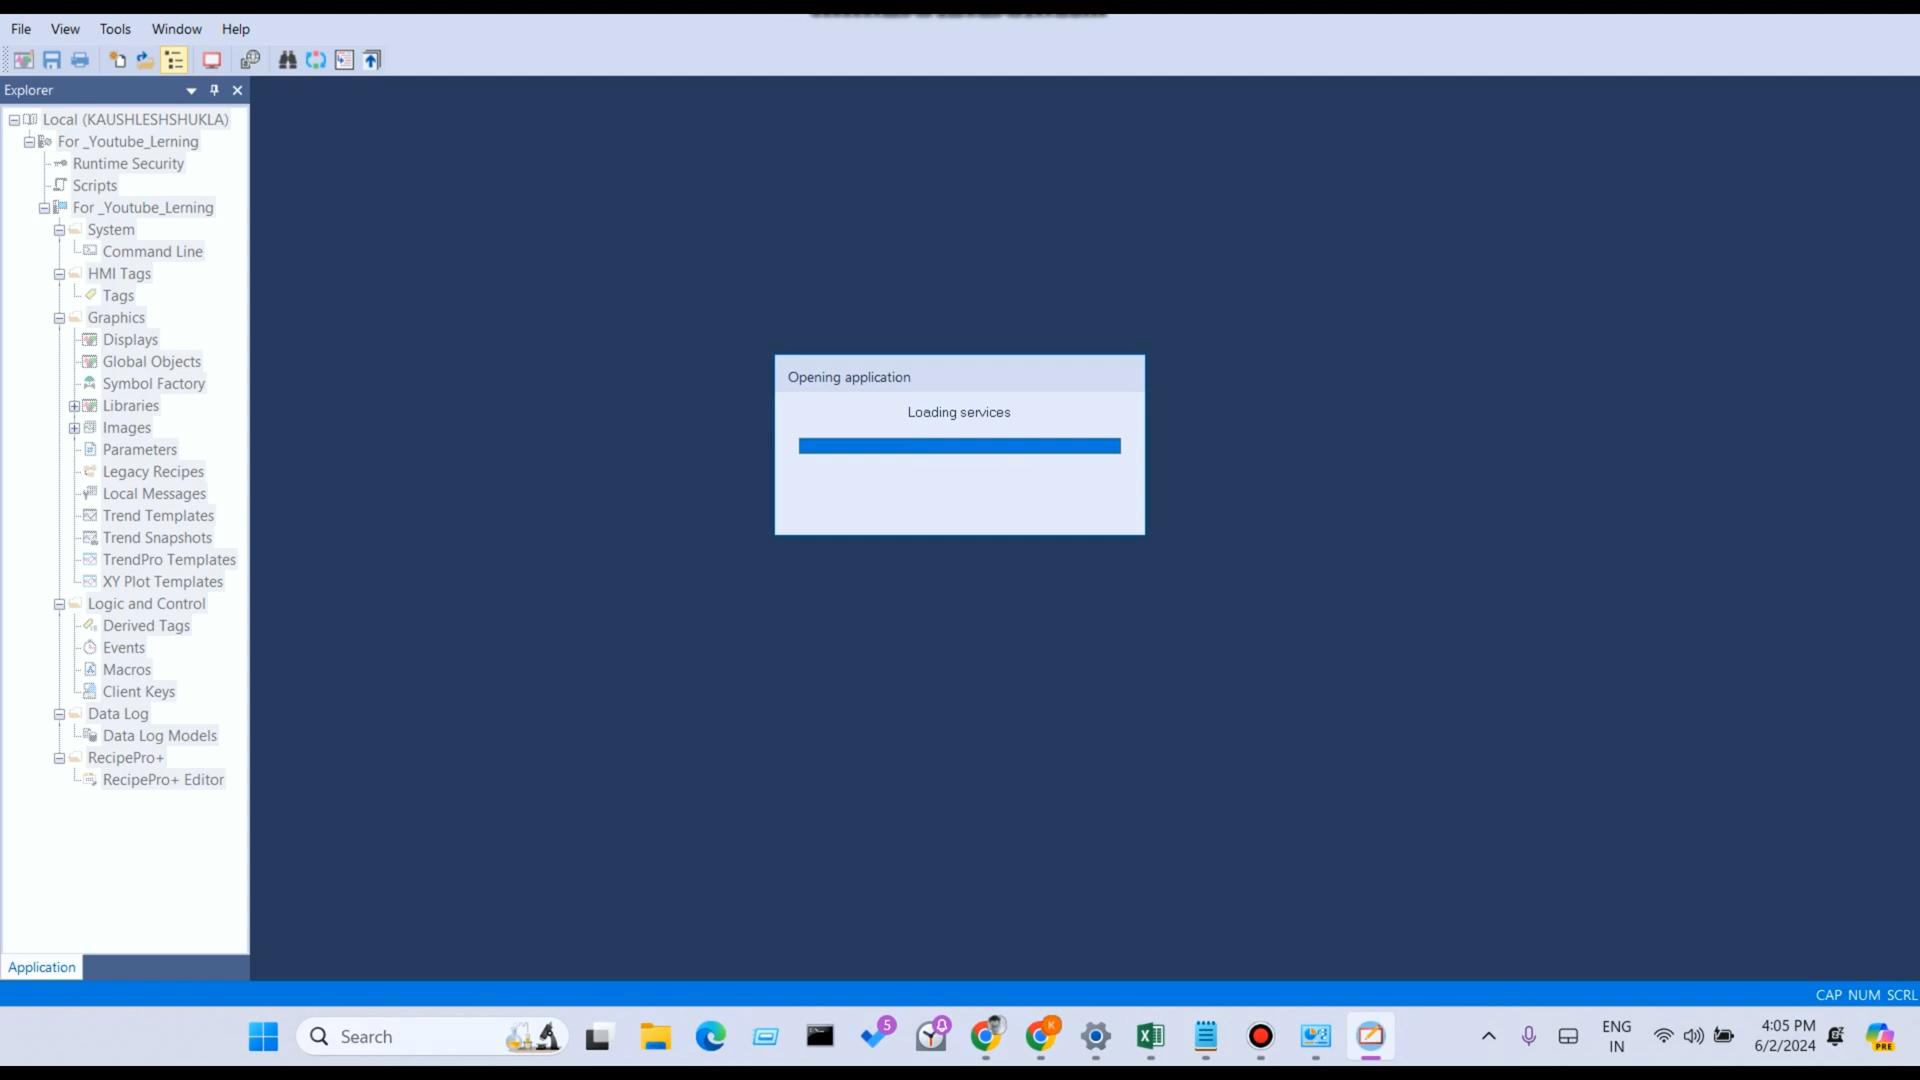 File View Tools Window Help
Explorer
Local (KAUSHLESHSHUKLA)
For _Youtube_Lerning
Runtime Security
Scripts
For _Youtube_Lerning
System
Command Line
HMI Tags
Tags
Graphics
Displays
Global Objects
Symbol Factory
Libraries
Images
Parameters
Legacy Recipes
Local Messages
Trend Templates
Trend Snapshots
TrendPro Templates
XY Plot Templates
Logic and Control
Derived Tags
Events
Macros
Client Keys
Data Log
Data Log Models
RecipePro+
RecipePro+ Editor
Application
Opening application
Loading services
CAP NUM SCRL
Search
5
K
ENG
IN
4:05 PM
6/2/2024
PRE